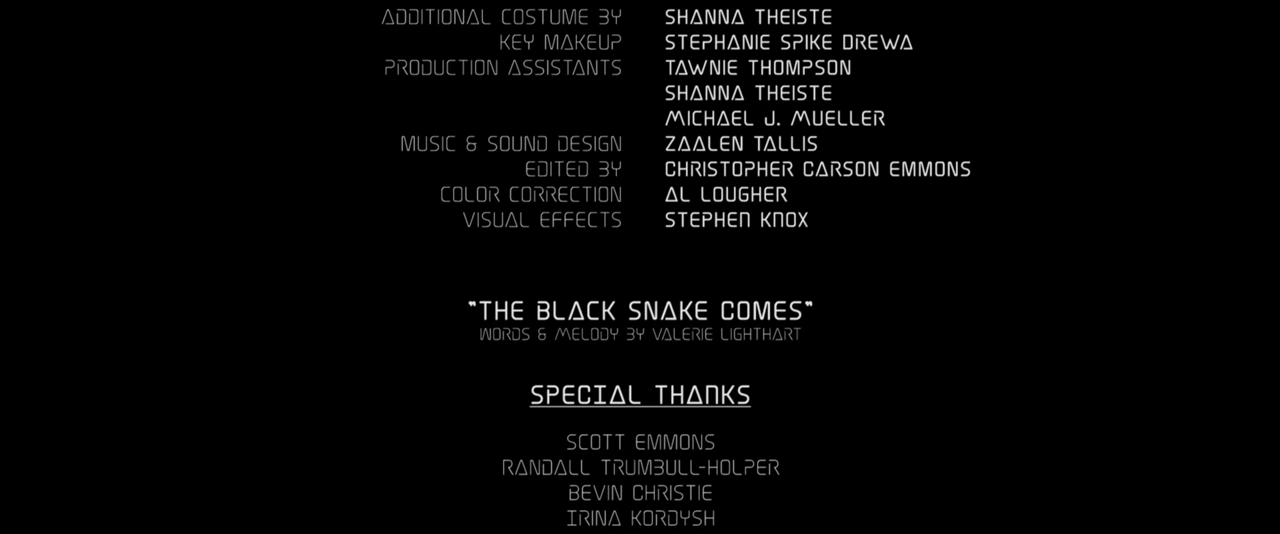 ADDITIONAL COSTUME BY SHANNA THEISTE
KEY MAKEUP STEPHANIE SPIKE DREWA
PRODUCTION ASSISTANTS TAWNIE THOMPSON
SHANNA THEISTE
MICHAEL J. MUELLER
MUSIC & SOUND DESIGN ZAALEN TALLIS
EDITED BY CHRISTOPHER CARSON EMMONS
COLOR CORRECTION AL LOUGHER
VISUAL EFFECTS STEPHEN KNOX
"THE BLACK SNAKE COMES"
WORDS & MELODY BY VALERIE LIGHTHART
SPECIAL THANKS
SCOTT EMMONS
RANDALL TRUMBULL-HOLPER
BEVIN CHRISTIE
IRINA KORDYSH